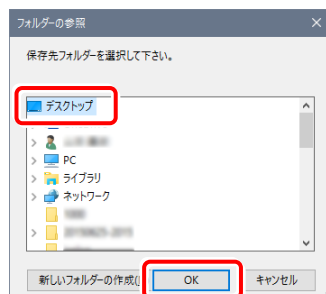 フォルダーの参照
保存先フォルダーを選択して下さい。
デスクトップ
PC
ライブラリ
ネットワーク
新しいフォルダーの作成(
OK
キャンセル